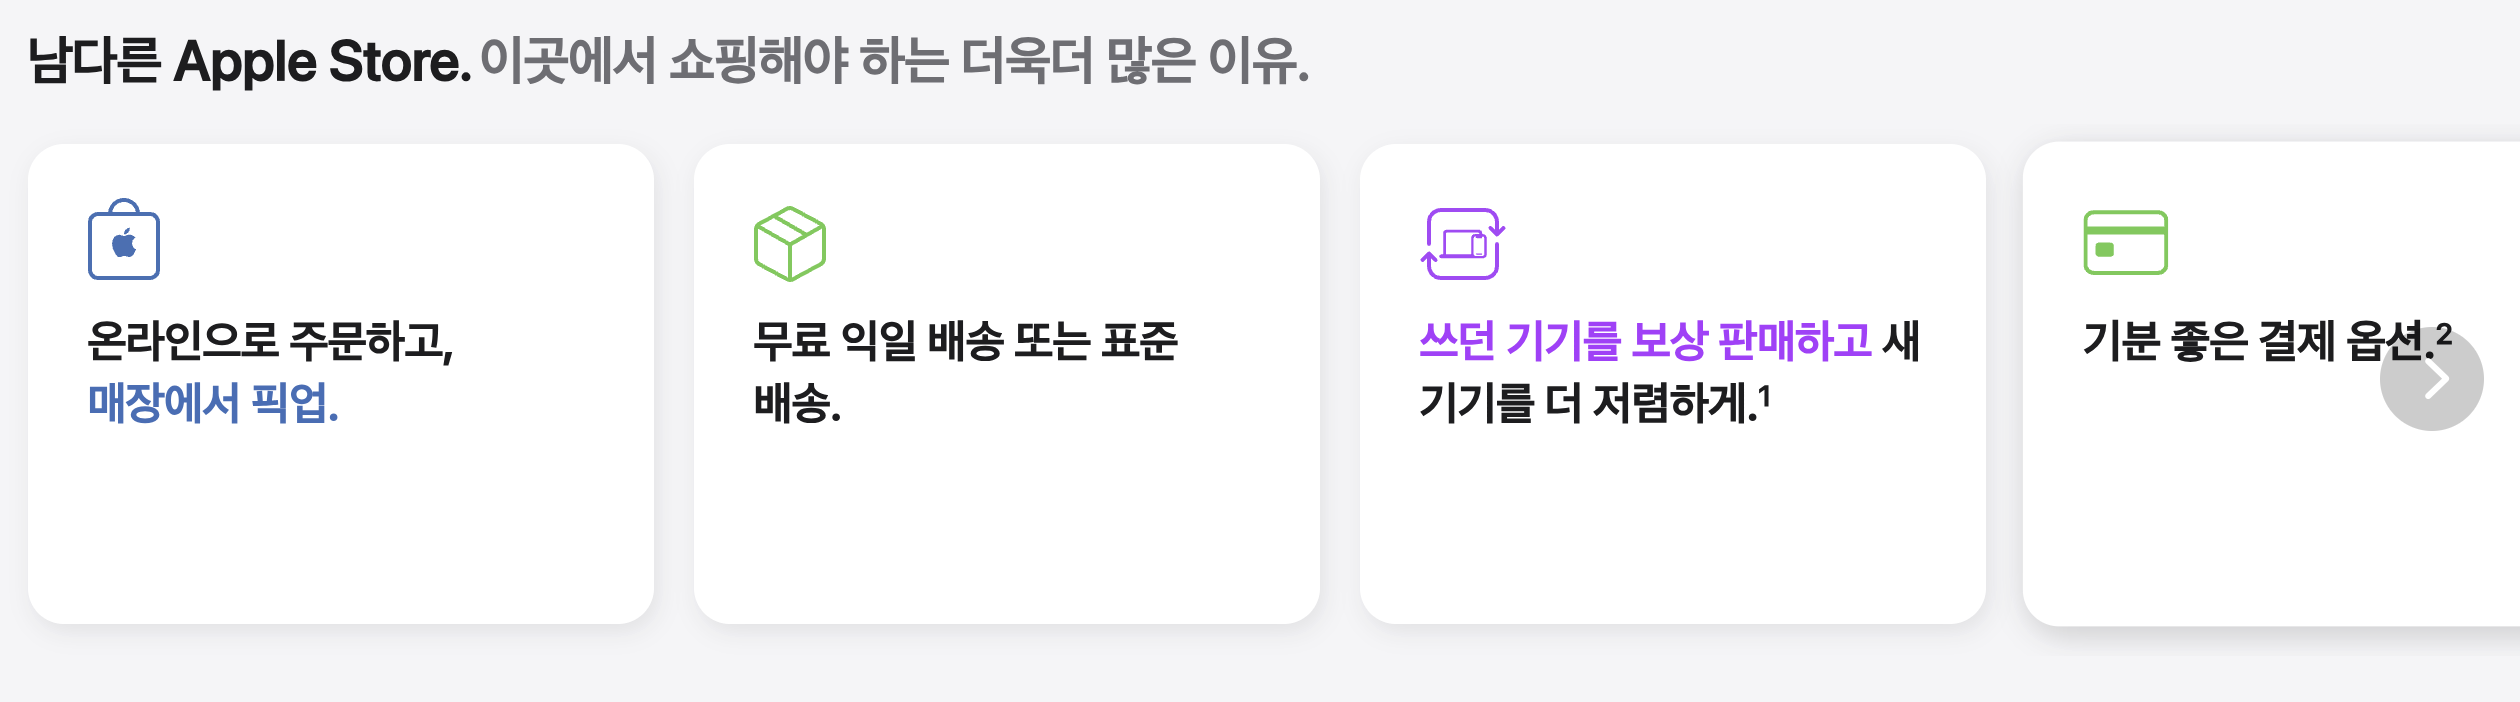 남다른 Apple Store. 이곳에서 쇼핑해야 하는 더욱더 많은 이유.
온라인으로 주문하고,
매장에서 픽업.
무료 익일 배송 또는 표준
배송.
쓰던 기기를 보상 판매하고 새
기기를 더 저렴하게.¹
기분 좋은 결제 옵션.²